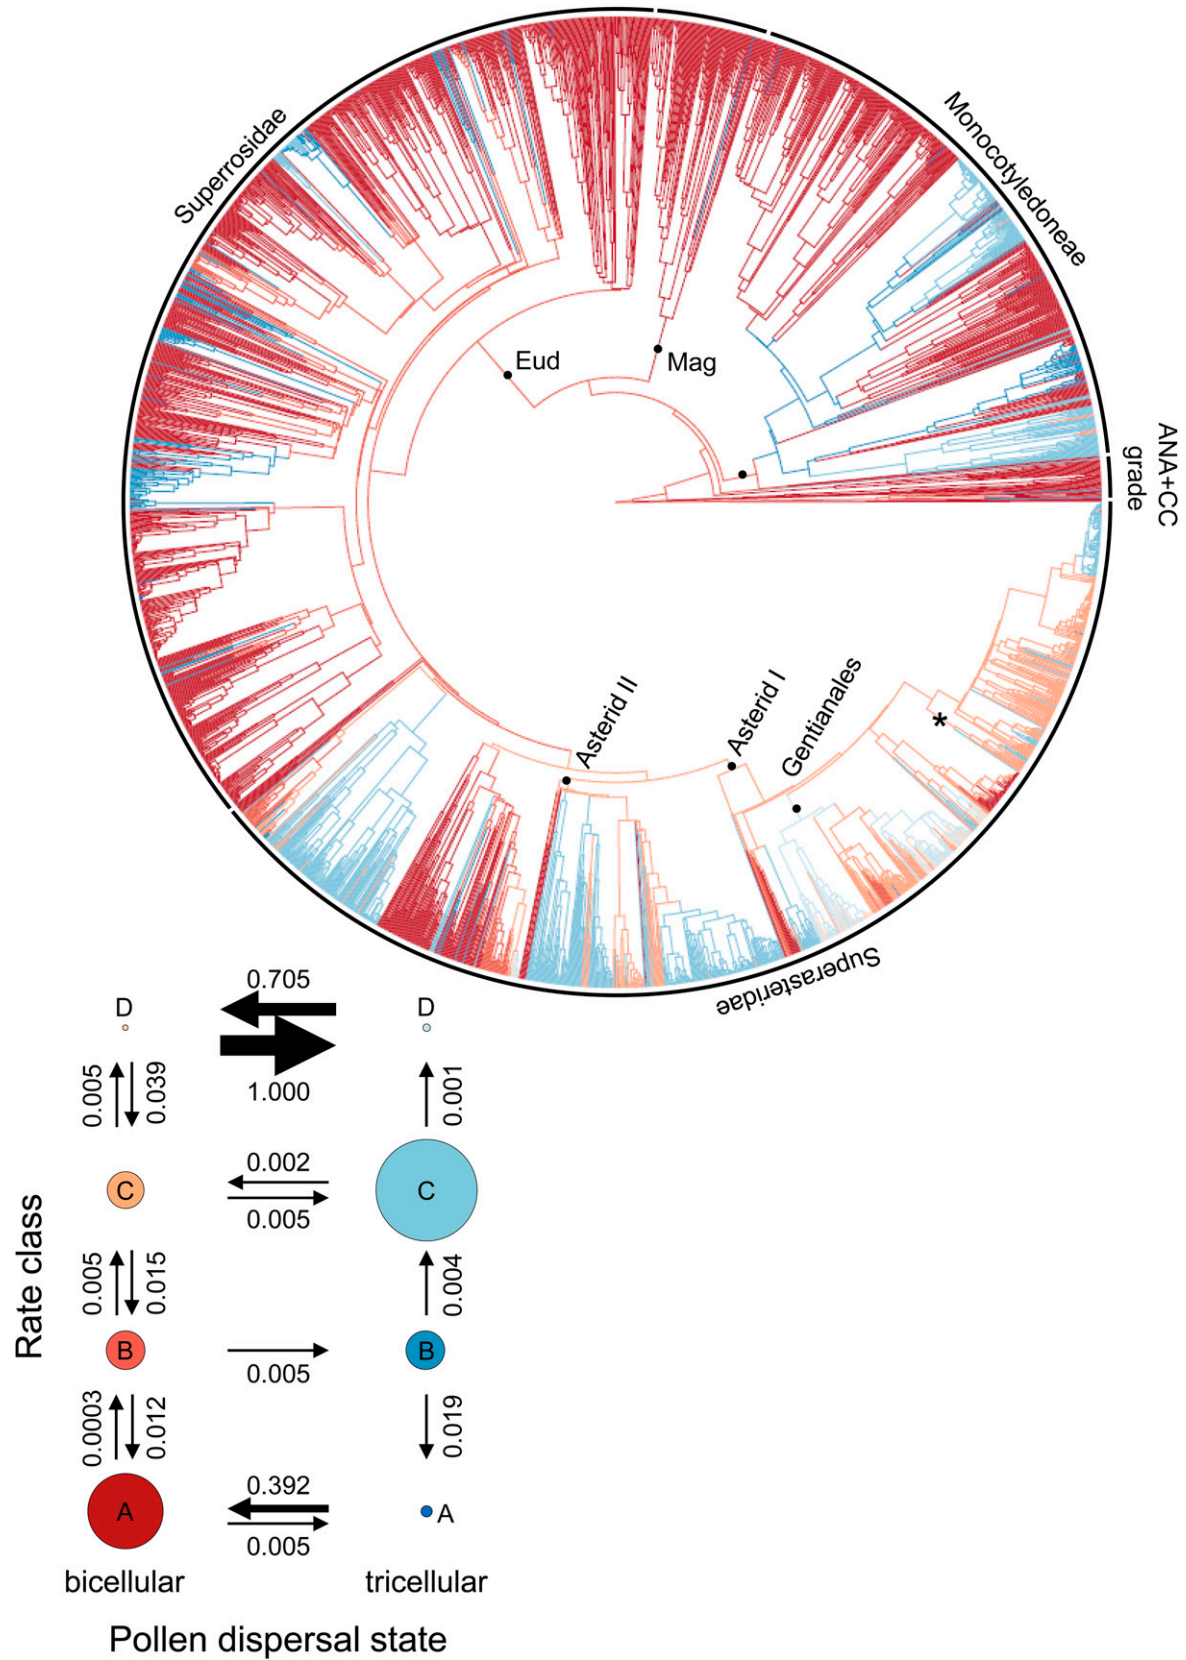 Superrosidae
Monocotyledoneae
ANA+CC
grade
Eud
Mag
Asterid II
Asterid I
Gentianales
*
Superasteridae
D
0.705
D
1.000
0.005
0.039
0.001
C
0.002
C
0.005
0.005
0.015
0.004
B
B
0.005
0.0003
0.012
0.019
A
0.392
A
0.005
Rate class
bicellular
tricellular
Pollen dispersal state